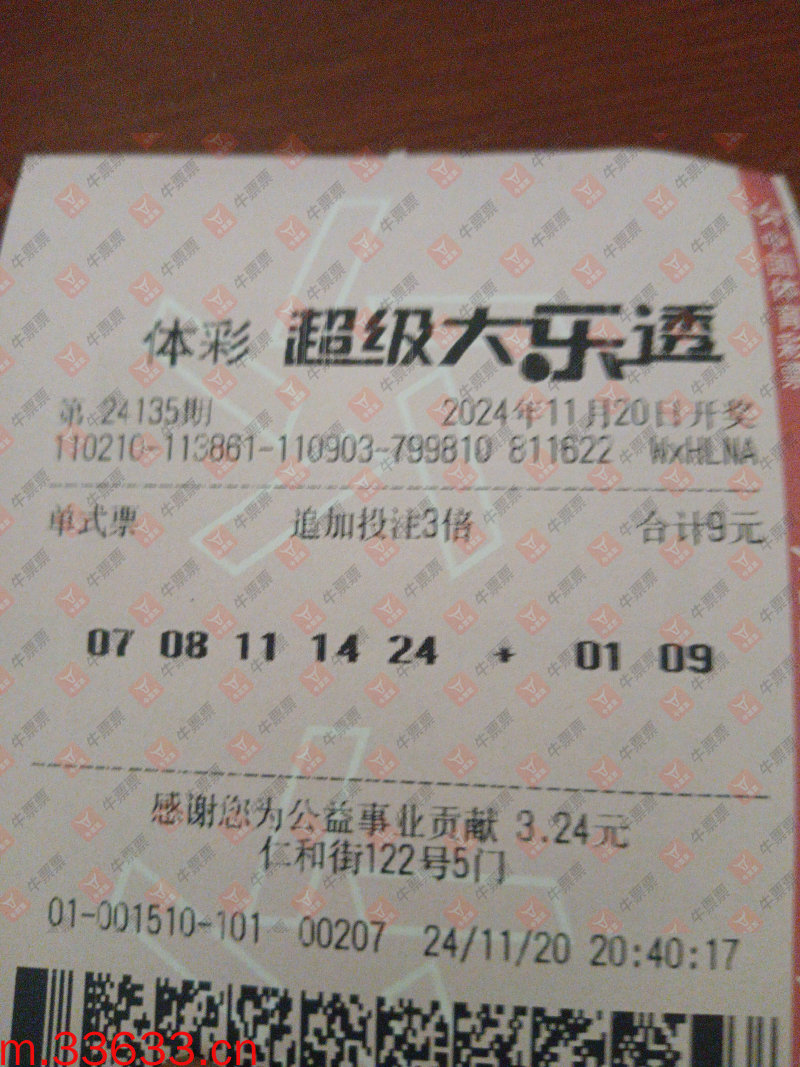 体彩 超级大乐透
第 24135期 2024年11月20日开奖
110210-113861-110903-799810 811622 WxHLNA
单式票 追加投注3倍 合计9元
07 08 11 14 24 + 01 09
感谢您为公益事业贡献 3.24元
仁和街122号5门
01-001510-101 00207 24/11/20 20:40:17
m.33633.cn
牛票票